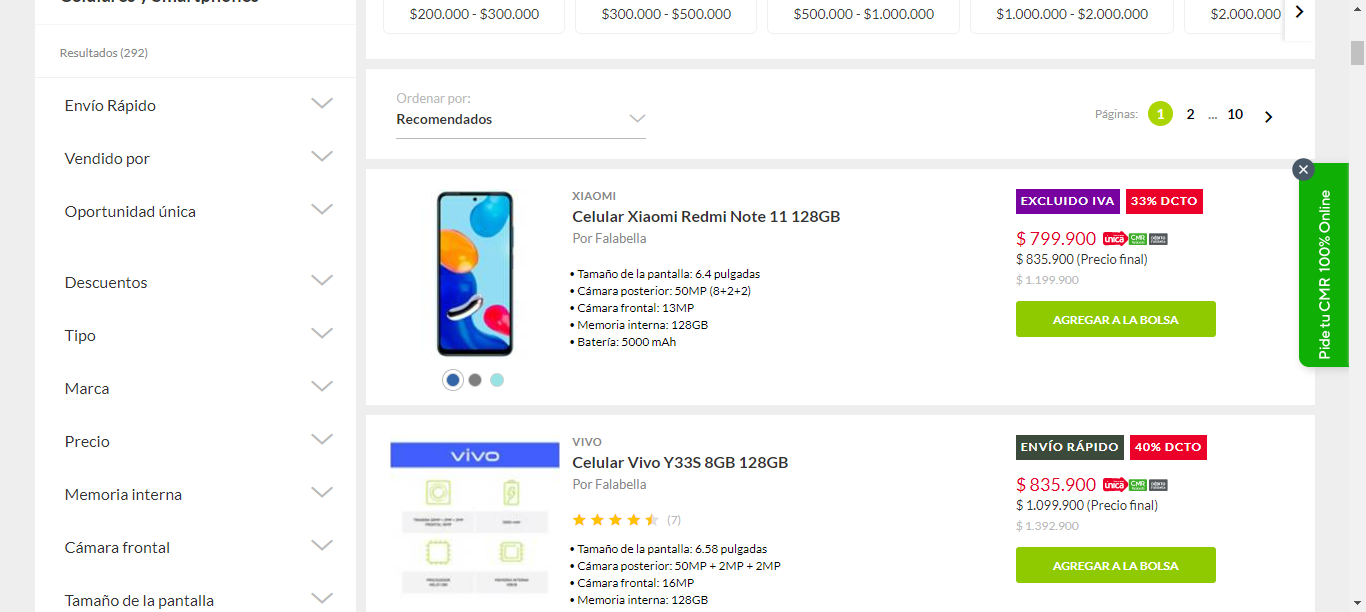 Celulares y Smartphones
Resultados (292)
Envío Rápido
Vendido por
Oportunidad única
Descuentos
Tipo
Marca
Precio
Memoria interna
Cámara frontal
Tamaño de la pantalla
$200.000 - $300.000
$300.000 - $500.000
$500.000 - $1.000.000
$1.000.000 - $2.000.000
$2.000.000
Ordenar por:
Recomendados
Páginas: 1 2 ... 10
XIAOMI
Celular Xiaomi Redmi Note 11 128GB
Por Falabella
• Tamaño de la pantalla: 6.4 pulgadas
• Cámara posterior: 50MP (8+2+2)
• Cámara frontal: 13MP
• Memoria interna: 128GB
• Batería: 5000 mAh
EXCLUIDO IVA 33% DCTO
$ 799.900 única CMR
$ 835.900 (Precio final)
$ 1.199.900
AGREGAR A LA BOLSA
vivo
VIVO
Celular Vivo Y33S 8GB 128GB
Por Falabella
(7)
• Tamaño de la pantalla: 6.58 pulgadas
• Cámara posterior: 50MP + 2MP + 2MP
• Cámara frontal: 16MP
• Memoria interna: 128GB
ENVÍO RÁPIDO 40% DCTO
$ 835.900 única CMR
$ 1.099.900 (Precio final)
$ 1.392.900
AGREGAR A LA BOLSA
Pide tu CMR 100% Online